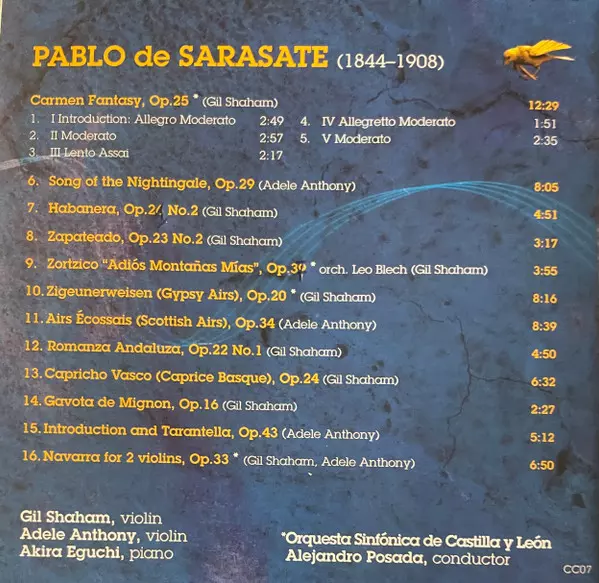 PABLO de SARASATE (1844–1908)
Carmen Fantasy, Op.25 * (Gil Shaham) 12:29
1. I Introduction: Allegro Moderato 2:49 4. IV Allegretto Moderato 1:51
2. II Moderato 2:57 5. V Moderato 2:35
3. III Lento Assai 2:17
6. Song of the Nightingale, Op.29 (Adele Anthony) 8:05
7. Habanera, Op.21 No.2 (Gil Shaham) 4:51
8. Zapateado, Op.23 No.2 (Gil Shaham) 3:17
9. Zortzico "Adiós Montañas Mías", Op.39 * orch. Leo Blech (Gil Shaham) 3:55
10. Zigeunerweisen (Gypsy Airs), Op.20 * (Gil Shaham) 8:16
11. Airs Écossais (Scottish Airs), Op.34 (Adele Anthony) 8:39
12. Romanza Andaluza, Op.22 No.1 (Gil Shaham) 4:50
13. Capricho Vasco (Caprice Basque), Op.24 (Gil Shaham) 6:32
14. Gavota de Mignon, Op.16 (Gil Shaham) 2:27
15. Introduction and Tarantella, Op.43 (Adele Anthony) 5:12
16. Navarra for 2 violins, Op.33 * (Gil Shaham, Adele Anthony) 6:50
Gil Shaham, violin
Adele Anthony, violin
Akira Eguchi, piano
*Orquesta Sinfónica de Castilla y León
Alejandro Posada, conductor
CC07